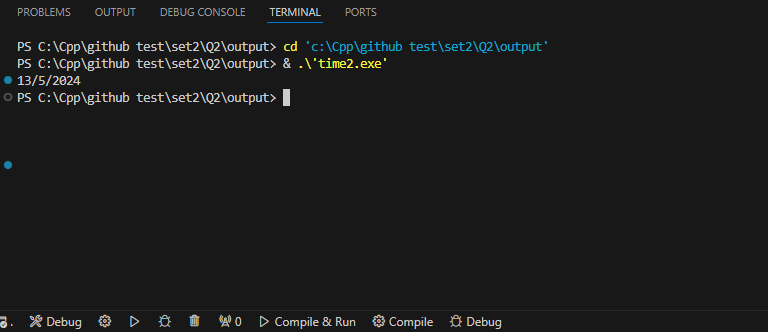 PROBLEMS OUTPUT DEBUG CONSOLE TERMINAL PORTS
PS C:\Cpp\github test\set2\Q2\output> cd 'c:\Cpp\github test\set2\Q2\output'
PS C:\Cpp\github test\set2\Q2\output> & .\'time2.exe'
13/5/2024
PS C:\Cpp\github test\set2\Q2\output>
. Debug 0 Compile & Run Compile Debug